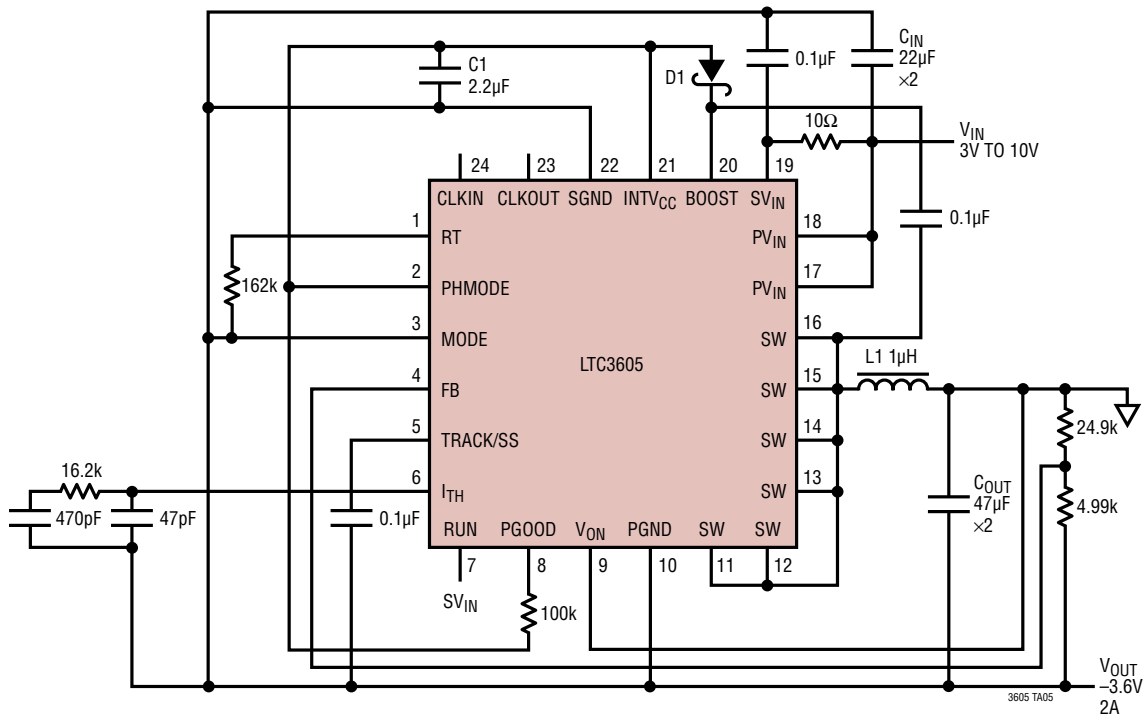 C1
2.2µF
0.1µF
CIN
22µF
×2
D1
10Ω
VIN
3V TO 10V
24
23
22
21
20
19
CLKIN
CLKOUT
SGND
INTVCC
BOOST
SVIN
0.1µF
1
RT
18
PVIN
162k
2
PHMODE
17
PVIN
3
MODE
16
SW
LTC3605
L1 1µH
4
FB
15
SW
5
TRACK/SS
14
SW
24.9k
16.2k
6
ITH
13
SW
COUT
47µF
×2
4.99k
470pF
47pF
0.1µF
RUN
PGOOD
VON
PGND
SW
SW
7
8
9
10
11
12
SVIN
100k
VOUT
–3.6V
2A
3605 TA05